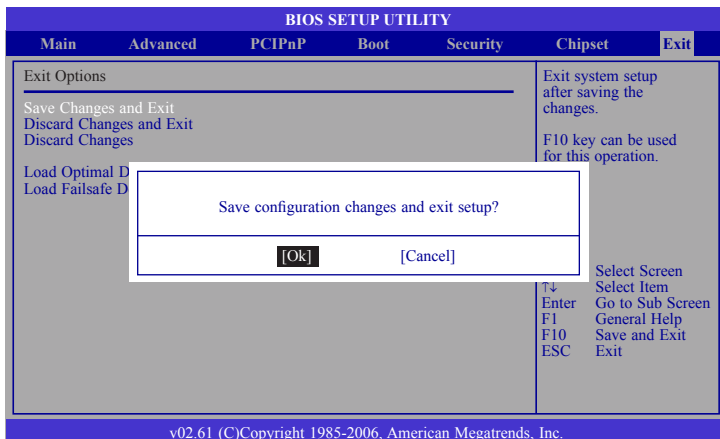 BIOS SETUP UTILITY
Main Advanced PCIPnP Boot Security Chipset Exit
Exit Options
Save Changes and Exit
Discard Changes and Exit
Discard Changes
Load Optimal D
Load Failsafe D
Save configuration changes and exit setup?
[Ok] [Cancel]
Exit system setup
after saving the
changes.
F10 key can be used
for this operation.
Select Screen
↑↓ Select Item
Enter Go to Sub Screen
F1 General Help
F10 Save and Exit
ESC Exit
v02.61 (C)Copyright 1985-2006, American Megatrends, Inc.